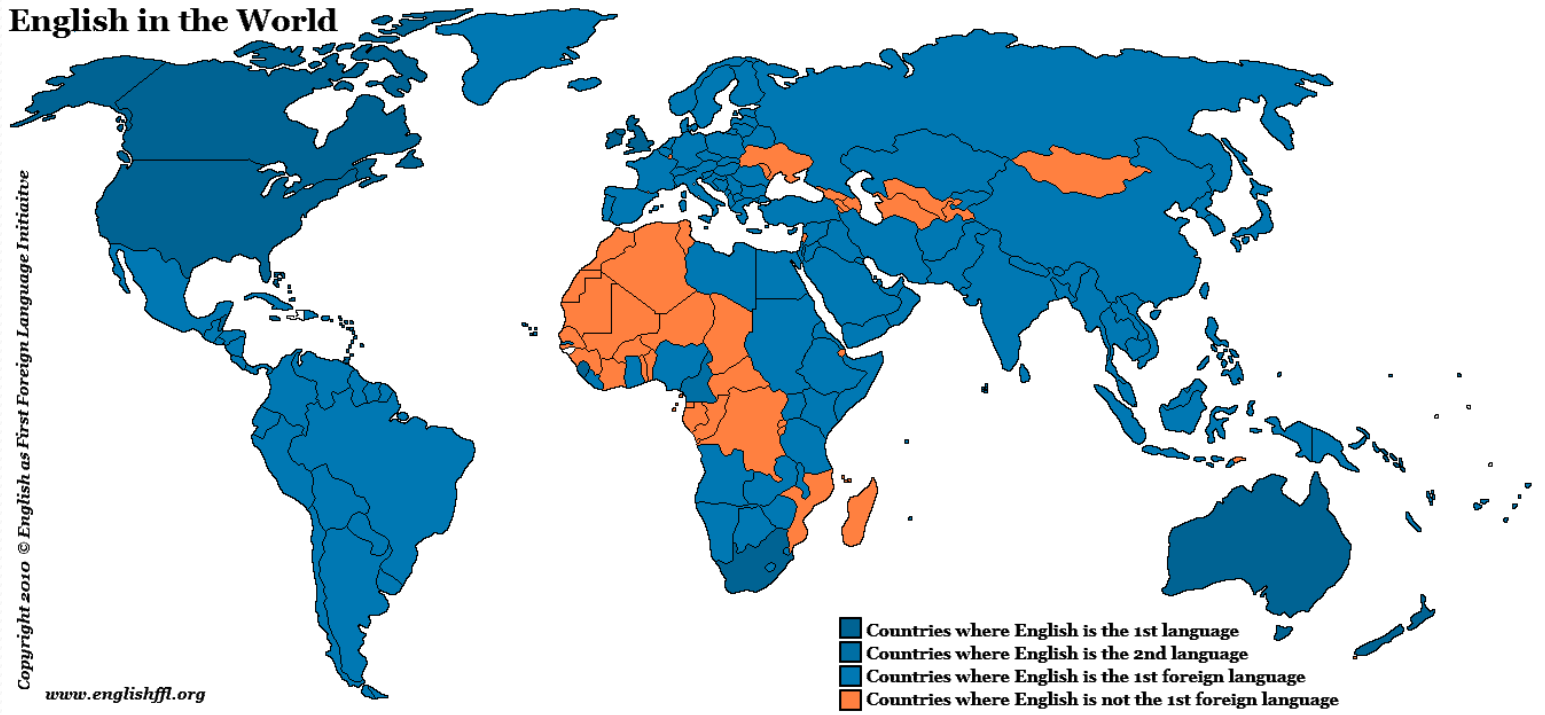 English in the World
Copyright 2010 © English as First Foreign Language Initiaitve
www.englishffl.org
Countries where English is the 1st language
Countries where English is the 2nd language
Countries where English is the 1st foreign language
Countries where English is not the 1st foreign language